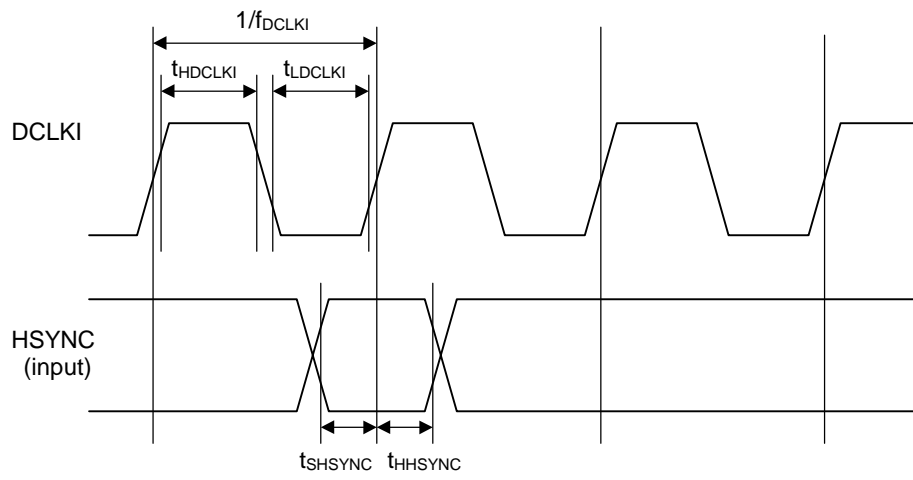 1/fDCLKI
tHDCLKI
tLDCLKI
DCLKI
HSYNC
(input)
tSHSYNC
tHHSYNC